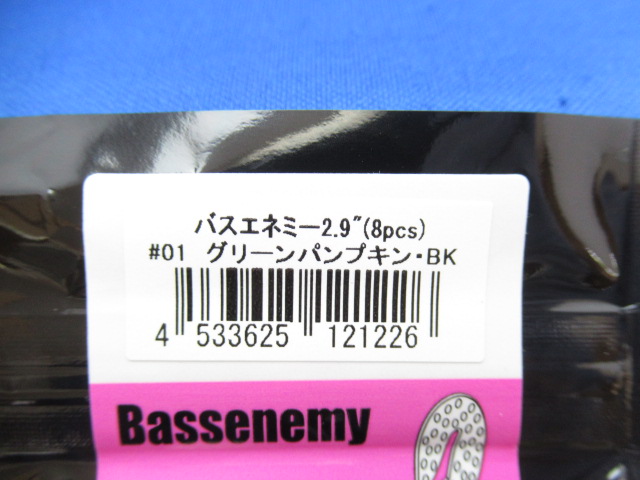 バスエネミー2.9"(8pcs)
#01 グリーンパンプキン・BK
4 533625 121226
Bassenemy